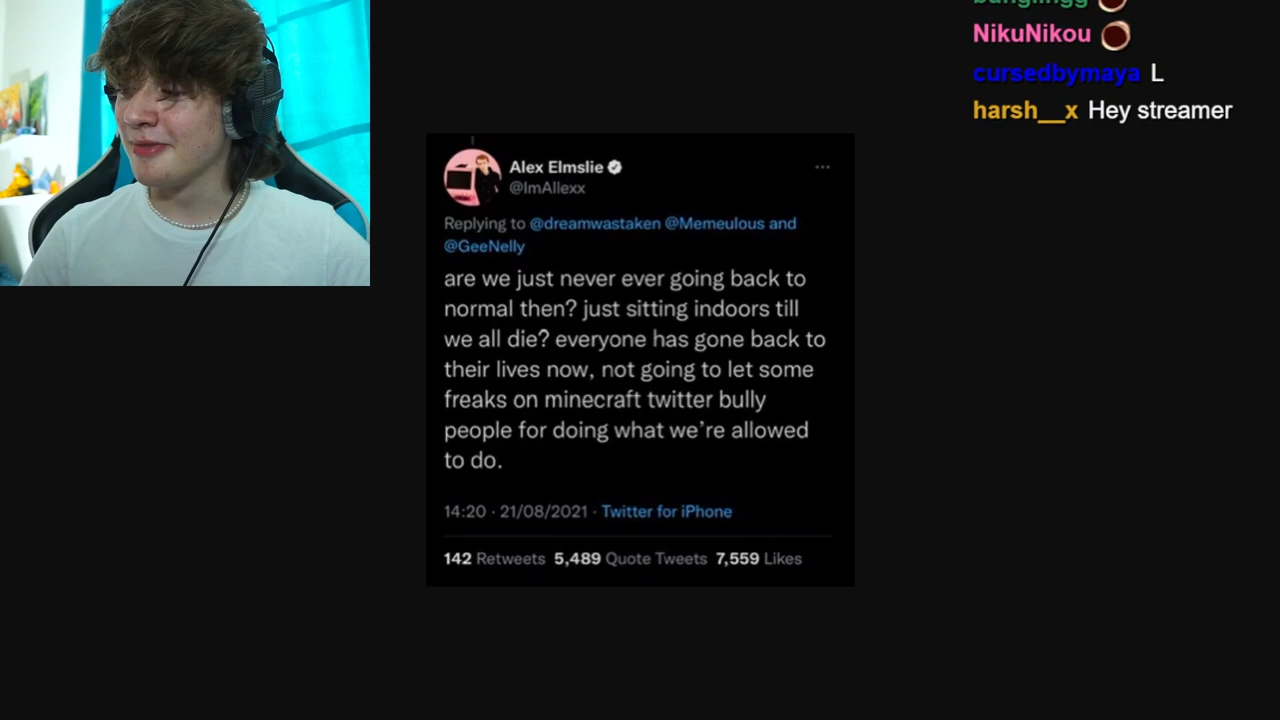 NikuNikou
cursedbymaya L
harsh__x Hey streamer
Alex Elmslie
@ImAllexx
Replying to @dreamwastaken @Memeulous and
@GeeNelly
are we just never ever going back to
normal then? just sitting indoors till
we all die? everyone has gone back to
their lives now, not going to let some
freaks on minecraft twitter bully
people for doing what we’re allowed
to do.
14:20 · 21/08/2021 · Twitter for iPhone
142 Retweets 5,489 Quote Tweets 7,559 Likes